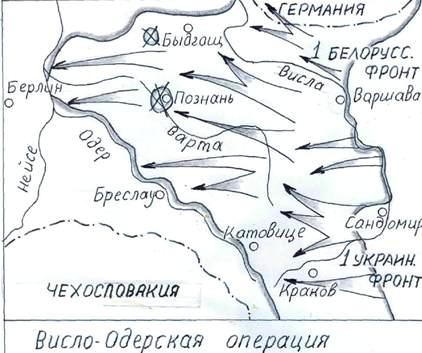 ГЕРМАНИЯ
Быдгощ
1 БЕЛОРУСС.
ФРОНТ
Берлин
Висла
Познань
Варшава
Варта
Одер
Нейсе
Бреслау
Сандомир
Катовице
1 УКРАИН.
ФРОНТ
Краков
ЧЕХОСЛОВАКИЯ
Висло-Одерская операция